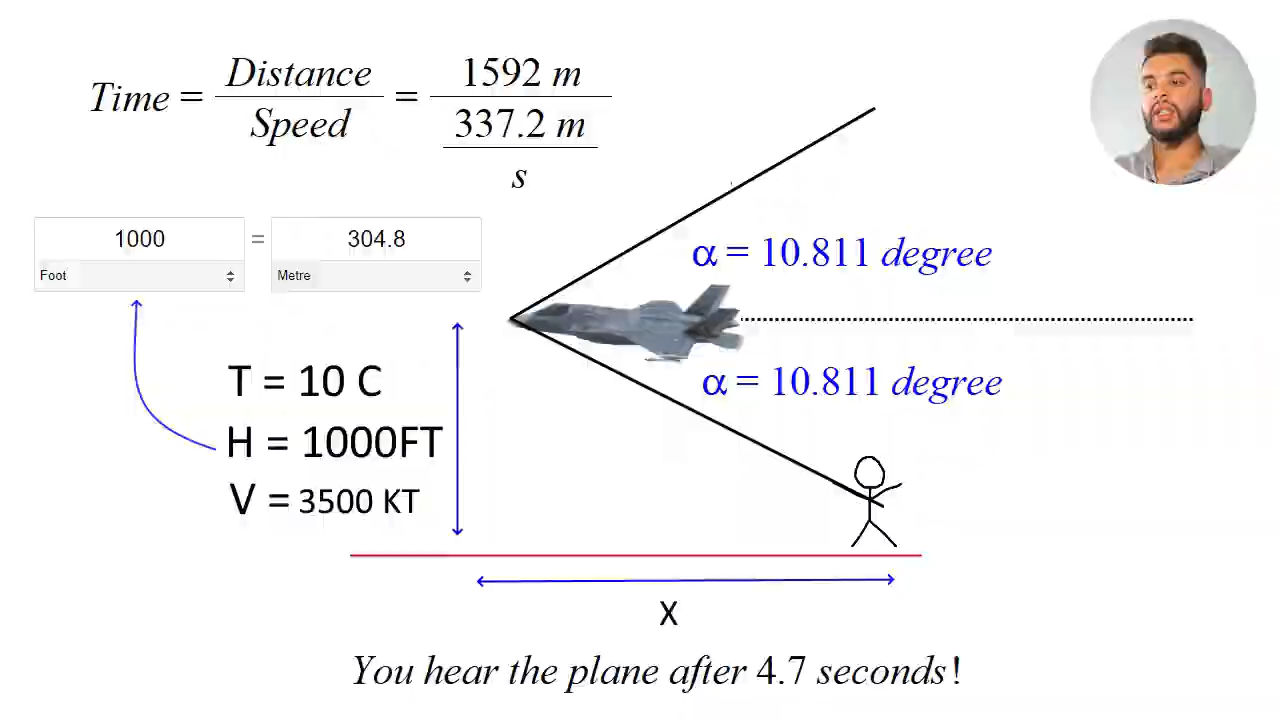 Time = Distance / Speed = 1592 m / 337.2 m / s
1000 = 304.8
Foot Metre
α = 10.811 degree
T = 10 C
α = 10.811 degree
H = 1000FT
V = 3500 KT
X
You hear the plane after 4.7 seconds!